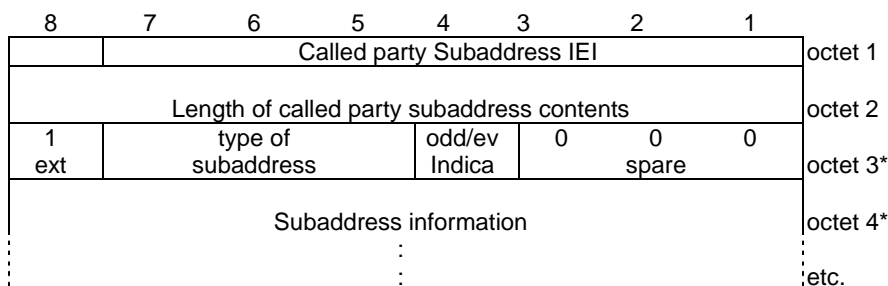 8 7 6 5 4 3 2 1
Called party Subaddress IEI octet 1
Length of called party subaddress contents octet 2
1 type of odd/ev 0 0 0
ext subaddress Indica spare octet 3*
Subaddress information octet 4*
:
: etc.